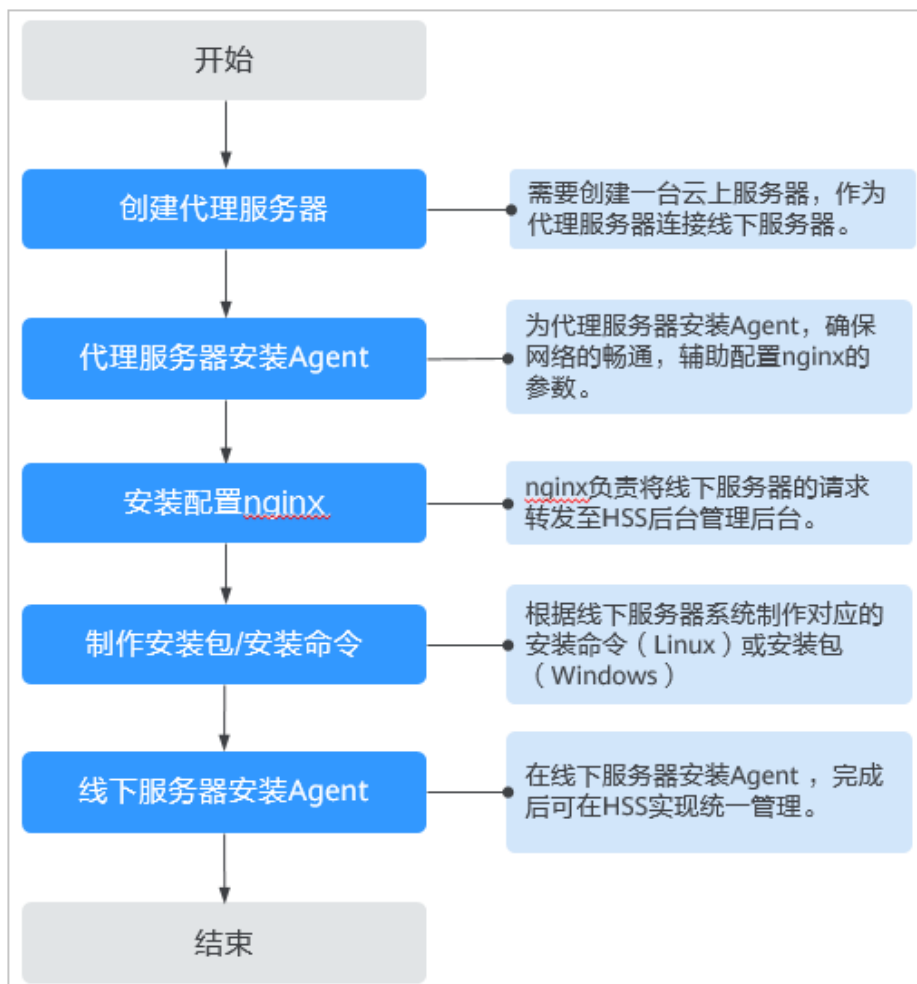 开始
创建代理服务器
需要创建一台云上服务器，作为
代理服务器连接线下服务器。
代理服务器安装Agent
为代理服务器安装Agent，确保
网络的畅通，辅助配置nginx的
参数。
安装配置nginx
nginx负责将线下服务器的请求
转发至HSS后台管理后台。
制作安装包/安装命令
根据线下服务器系统制作对应的
安装命令（Linux）或安装包
（Windows）
线下服务器安装Agent
在线下服务器安装Agent ，完成
后可在HSS实现统一管理。
结束